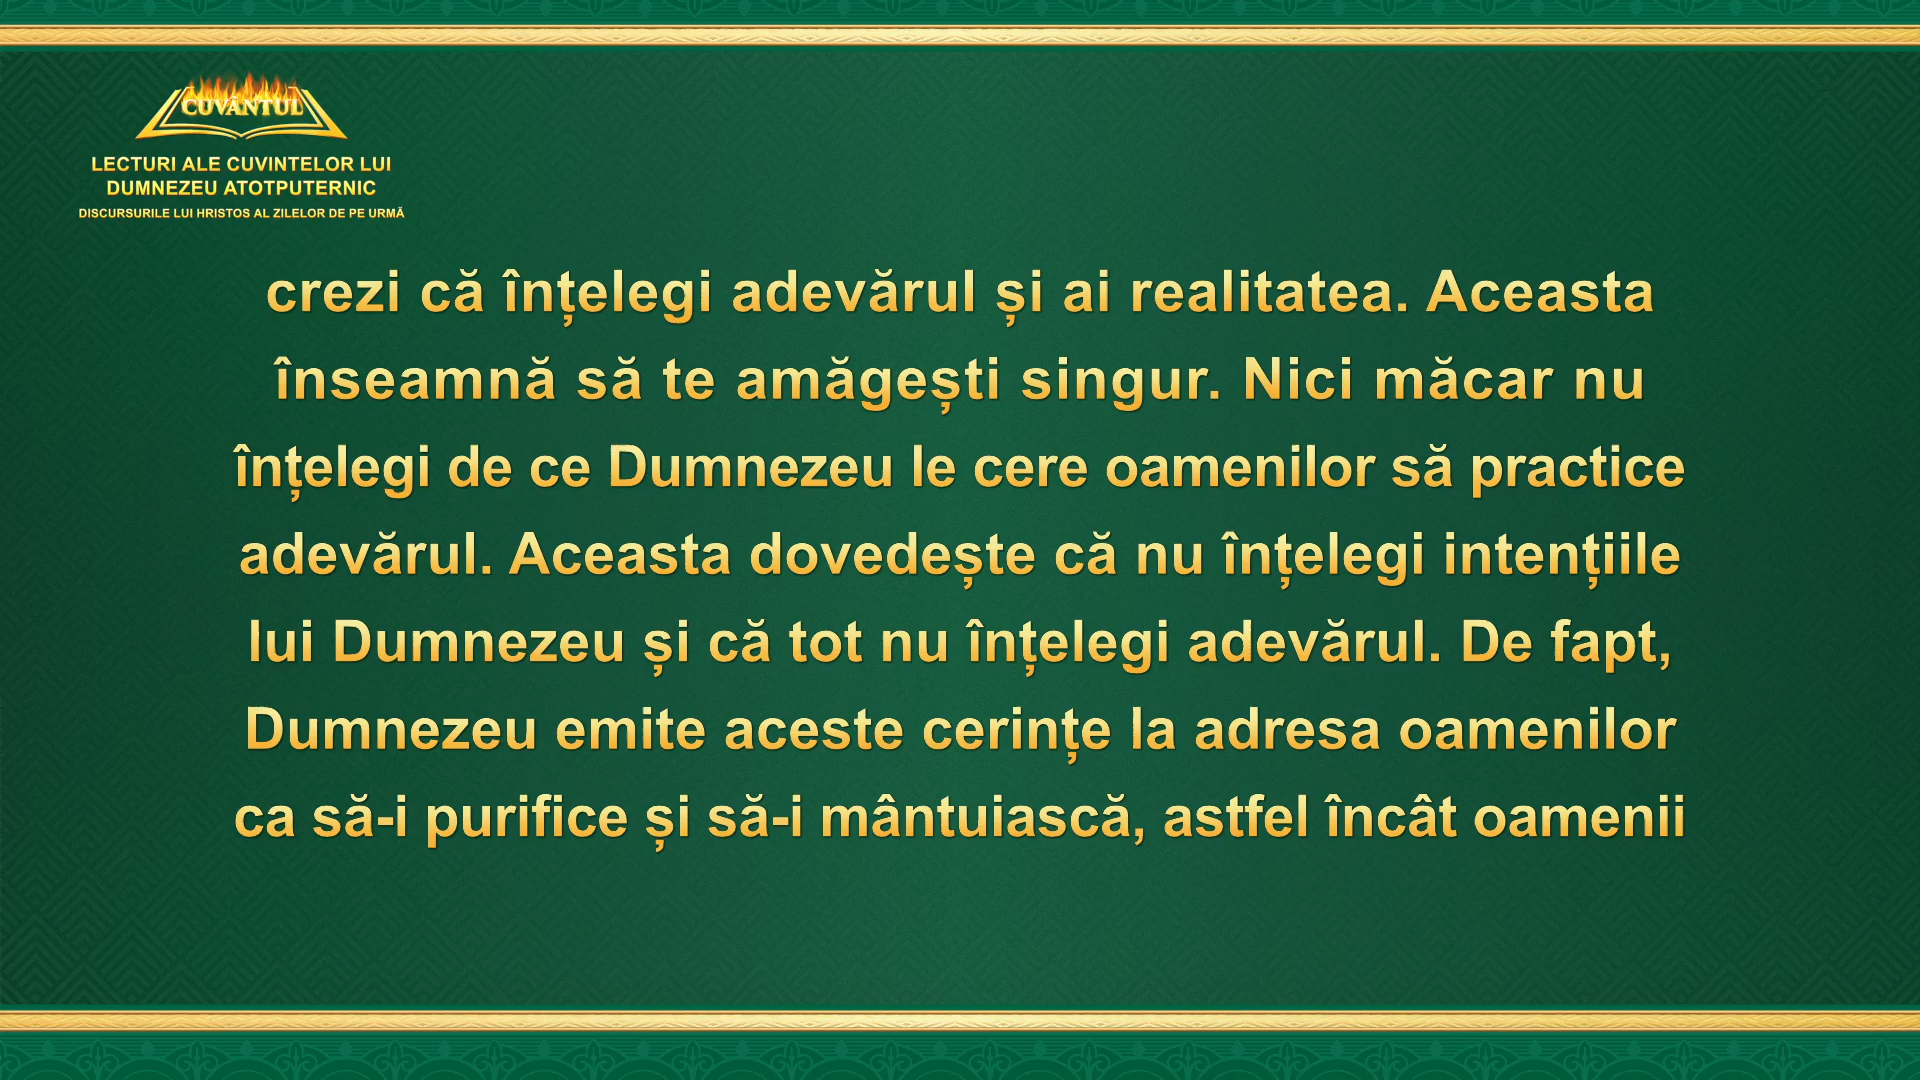 CUVÂNTUL
LECTURI ALE CUVINTELOR LUI
DUMNEZEU ATOTPUTERNIC
DISCURSURILE LUI HRISTOS AL ZILELOR DE PE URMĂ
crezi că înțelegi adevărul și ai realitatea. Aceasta
înseamnă să te amăgești singur. Nici măcar nu
înțelegi de ce Dumnezeu le cere oamenilor să practice
adevărul. Aceasta dovedește că nu înțelegi intențiile
lui Dumnezeu și că tot nu înțelegi adevărul. De fapt,
Dumnezeu emite aceste cerințe la adresa oamenilor
ca să-i purifice și să-i mântuiască, astfel încât oamenii